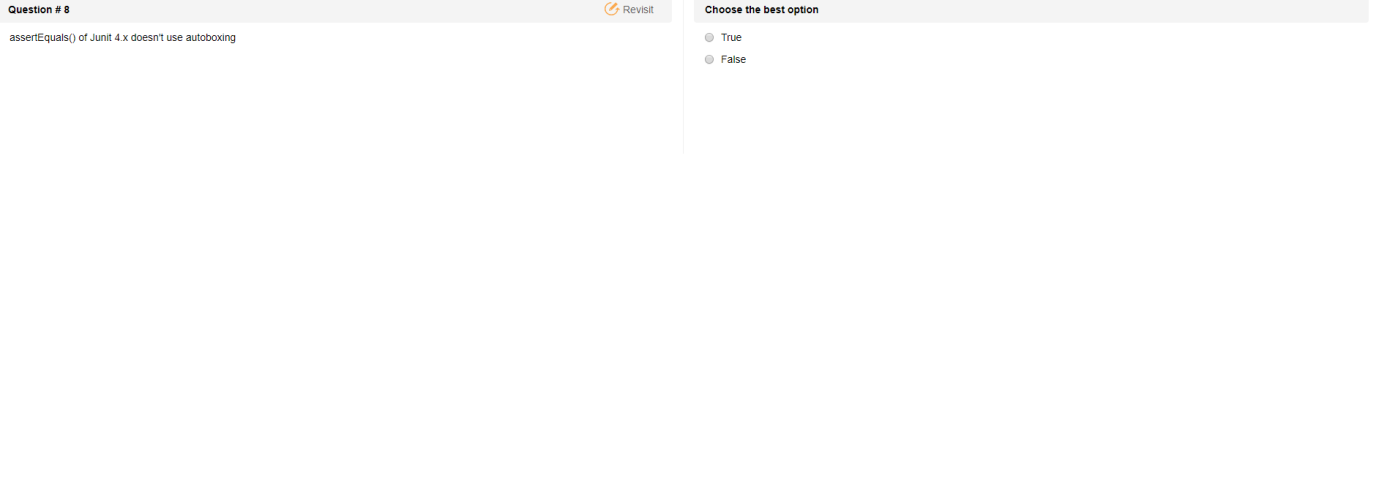 Question # 8
Revisit
assertEquals() of Junit 4.x doesn't use autoboxing
Choose the best option
True
False